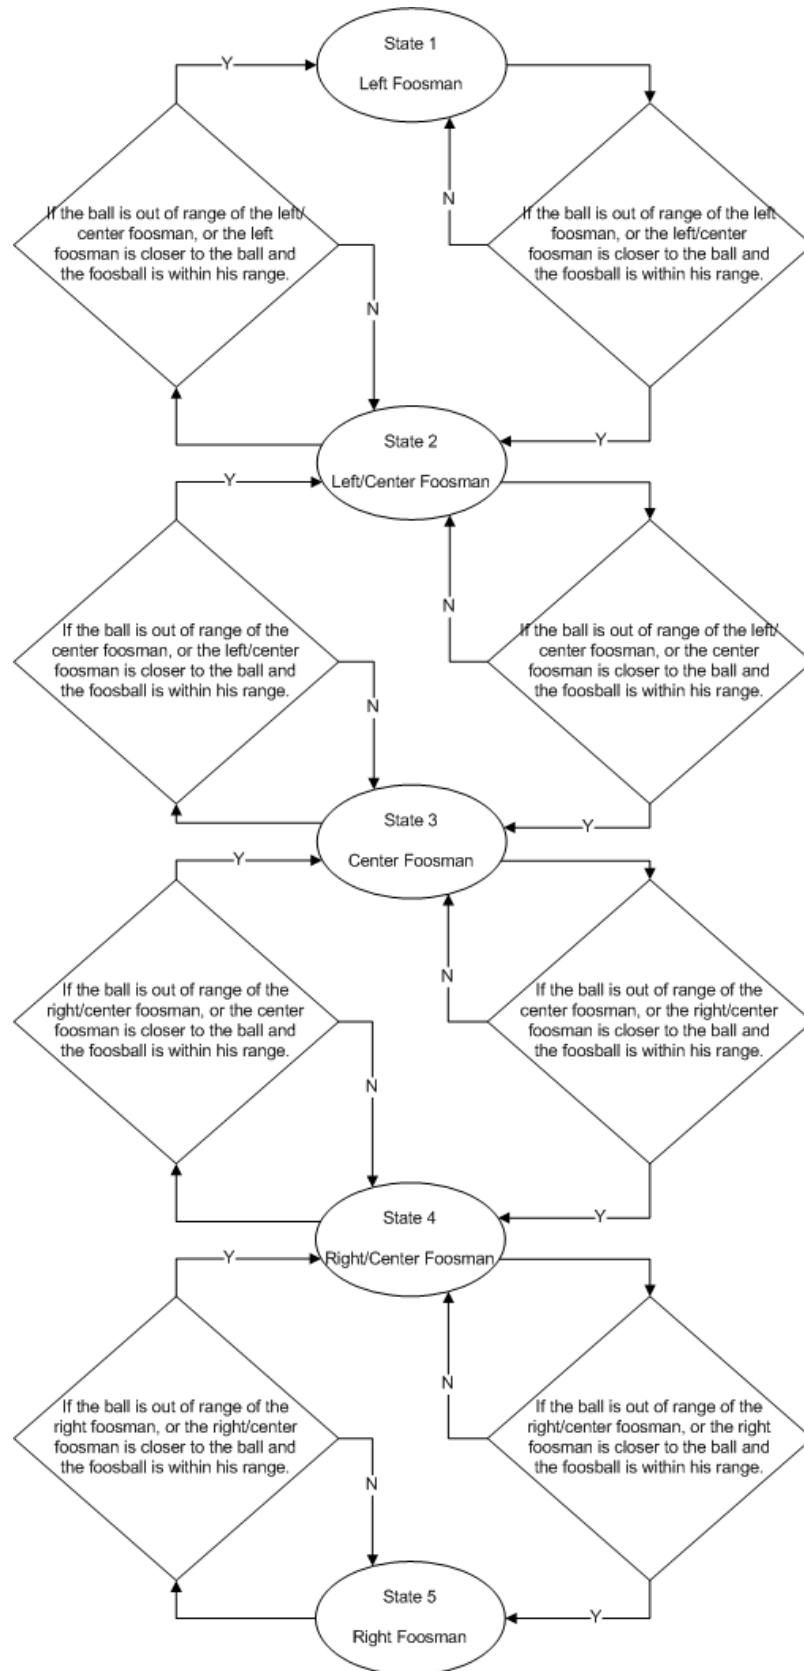 State 1
Left Foosman
Y
N
If the ball is out of range of the left/
center foosman, or the left
foosman is closer to the ball and
the foosball is within his range.
If the ball is out of range of the left
foosman, or the left/center
foosman is closer to the ball and
the foosball is within his range.
N
Y
State 2
Left/Center Foosman
Y
N
If the ball is out of range of the
center foosman, or the left/center
foosman is closer to the ball and
the foosball is within his range.
If the ball is out of range of the left/
center foosman, or the center
foosman is closer to the ball and
the foosball is within his range.
N
Y
State 3
Center Foosman
Y
N
If the ball is out of range of the
right/center foosman, or the center
foosman is closer to the ball and
the foosball is within his range.
If the ball is out of range of the
center foosman, or the right/center
foosman is closer to the ball and
the foosball is within his range.
N
Y
State 4
Right/Center Foosman
Y
N
If the ball is out of range of the
right foosman, or the right/center
foosman is closer to the ball and
the foosball is within his range.
If the ball is out of range of the
right/center foosman, or the right
foosman is closer to the ball and
the foosball is within his range.
N
Y
State 5
Right Foosman